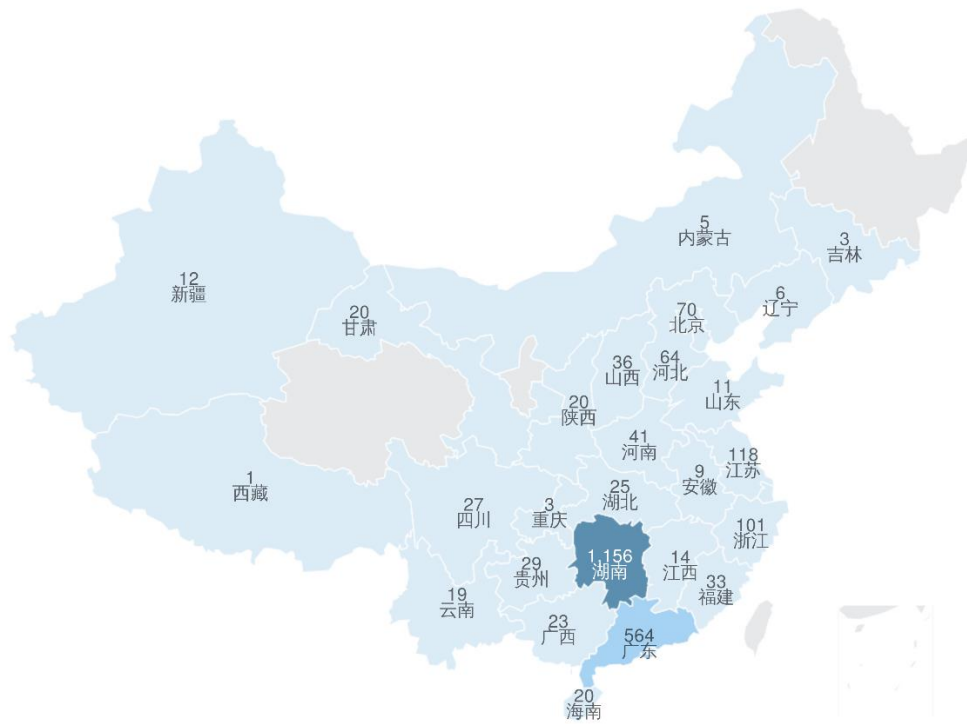 5
内蒙古
3
吉林
12
新疆
6
辽宁
20
甘肃
70
北京
36
山西
64
河北
11
山东
20
陕西
41
河南
118
江苏
9
安徽
1
西藏
27
四川
3
重庆
25
湖北
101
浙江
1,156
湖南
14
江西
29
贵州
33
福建
19
云南
23
广西
564
广东
20
海南